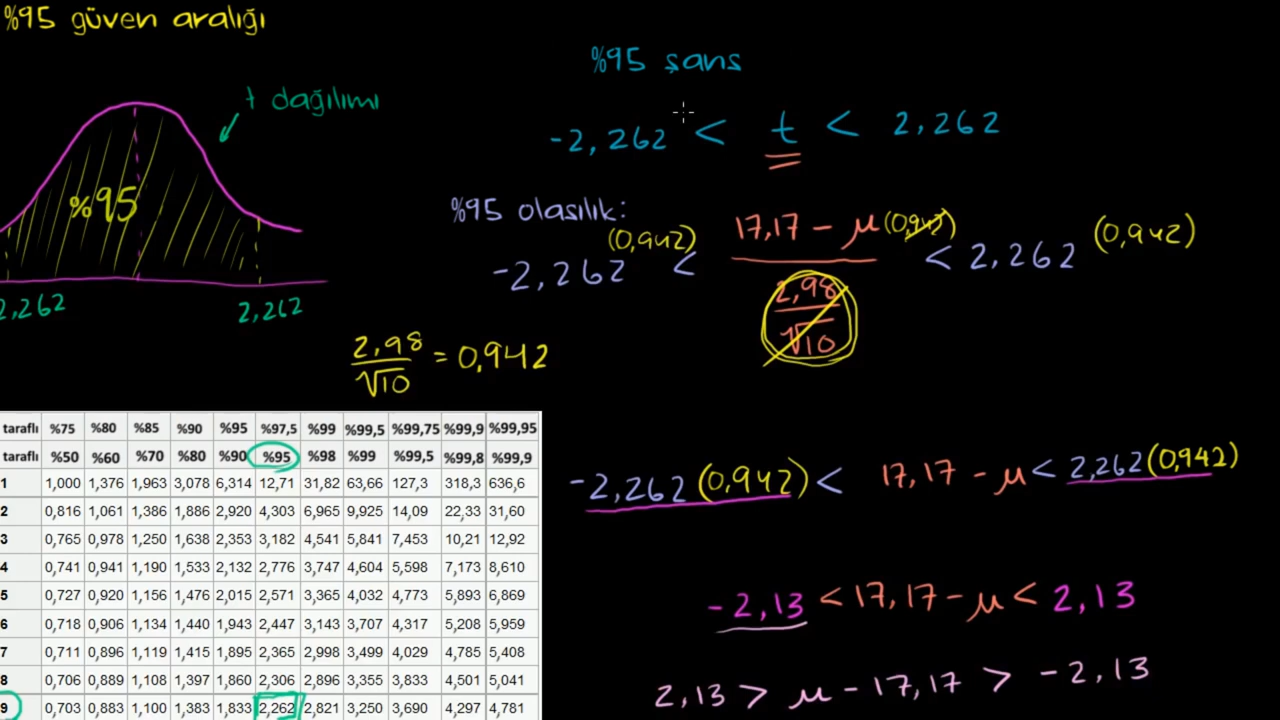 %95 güven aralığı
%95 şans
t dağılımı
-2,262 < t < 2,262
%95
%95 olasılık:
-2,262 (0,942) < 17,17 - μ (0,942) < 2,262 (0,942)
2,98
√10
2,262 2,262
2,98 / √10 = 0,942
taraflı %75 %80 %85 %90 %95 %97,5 %99 %99,5 %99,75 %99,9 %99,95
taraflı %50 %60 %70 %80 %90 %95 %98 %99 %99,5 %99,8 %99,9
1 1,000 1,376 1,963 3,078 6,314 12,71 31,82 63,66 127,3 318,3 636,6
2 0,816 1,061 1,386 1,886 2,920 4,303 6,965 9,925 14,09 22,33 31,60
3 0,765 0,978 1,250 1,638 2,353 3,182 4,541 5,841 7,453 10,21 12,92
4 0,741 0,941 1,190 1,533 2,132 2,776 3,747 4,604 5,598 7,173 8,610
5 0,727 0,920 1,156 1,476 2,015 2,571 3,365 4,032 4,773 5,893 6,869
6 0,718 0,906 1,134 1,440 1,943 2,447 3,143 3,707 4,317 5,208 5,959
7 0,711 0,896 1,119 1,415 1,895 2,365 2,998 3,499 4,029 4,785 5,408
8 0,706 0,889 1,108 1,397 1,860 2,306 2,896 3,355 3,833 4,501 5,041
9 0,703 0,883 1,100 1,383 1,833 2,262 2,821 3,250 3,690 4,297 4,781
-2,262 (0,942) < 17,17 - μ < 2,262 (0,942)
-2,13 < 17,17 - μ < 2,13
2,13 > μ - 17,17 > -2,13